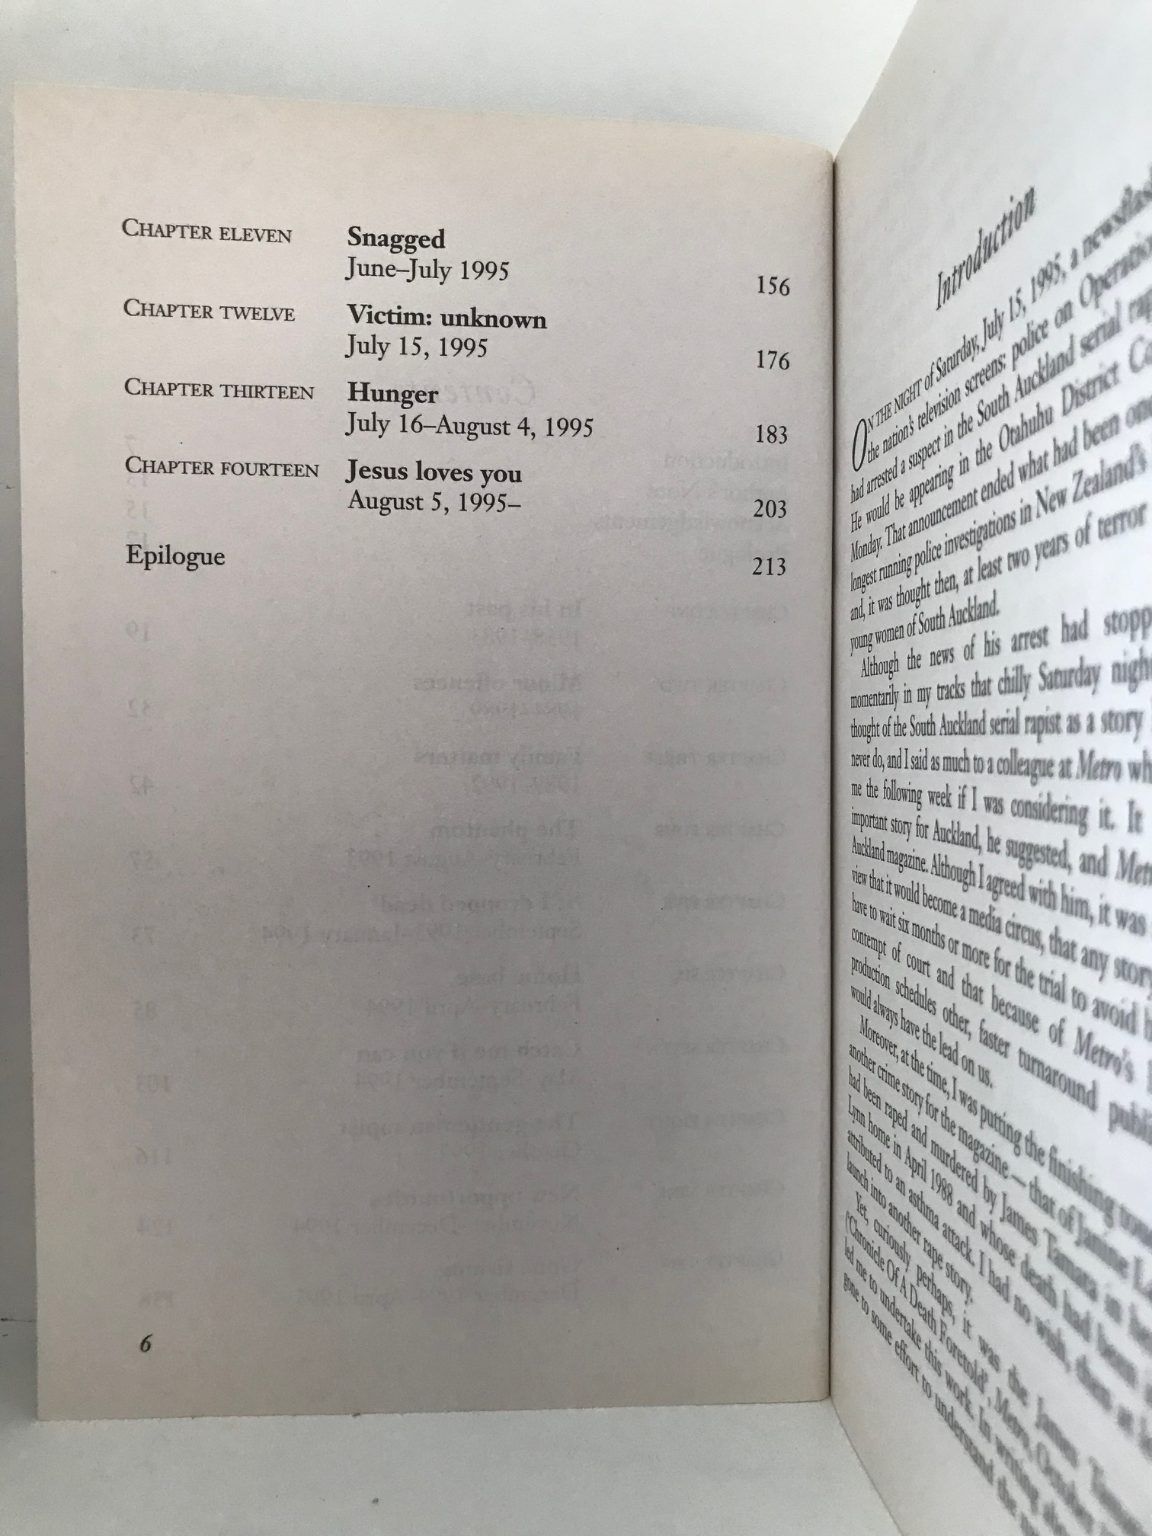 CHAPTER ELEVEN Snagged
June–July 1995 156
CHAPTER TWELVE Victim: unknown
July 15, 1995 176
CHAPTER THIRTEEN Hunger
July 16–August 4, 1995 183
CHAPTER FOURTEEN Jesus loves you
August 5, 1995– 203
Epilogue 213
6
Introduction
ON THE NIGHT of Saturday, July 15, 1995, a newsflash
the nation's television screens: police on Operation
had arrested a suspect in the South Auckland serial
He would be appearing in the Otahuhu District
Monday. That announcement ended what had been
longest running police investigations in New Zealand's
and, it was thought then, at least two years of terror
young women of South Auckland.
Although the news of his arrest had
momentarily in my tracks that chilly Saturday
thought of the South Auckland serial rapist as a story
never do, and I said as much to a colleague at Metro
me the following week if I was considering it. It
important story for Auckland, he suggested, and
Auckland magazine. Although I agreed with him, it was
view that it would become a media circus, that any story
have to wait six months or more for the trial to avoid
contempt of court and that because of Metro's
production schedules other, faster turnaround
would always have the lead on us.
Moreover, at the time, I was putting the finishing
another crime story for the magazine — that of Janine
had been raped and murdered by James Tamara in
Lynn home in April 1988 and whose death had been
attributed to an asthma attack. I had no wish, then at
launch into another rape story.
Yet, curiously perhaps, it was the James
('Chronicle Of A Death Foretold', Metro,
led me to undertake this work. In writing
gone to some effort to understand the